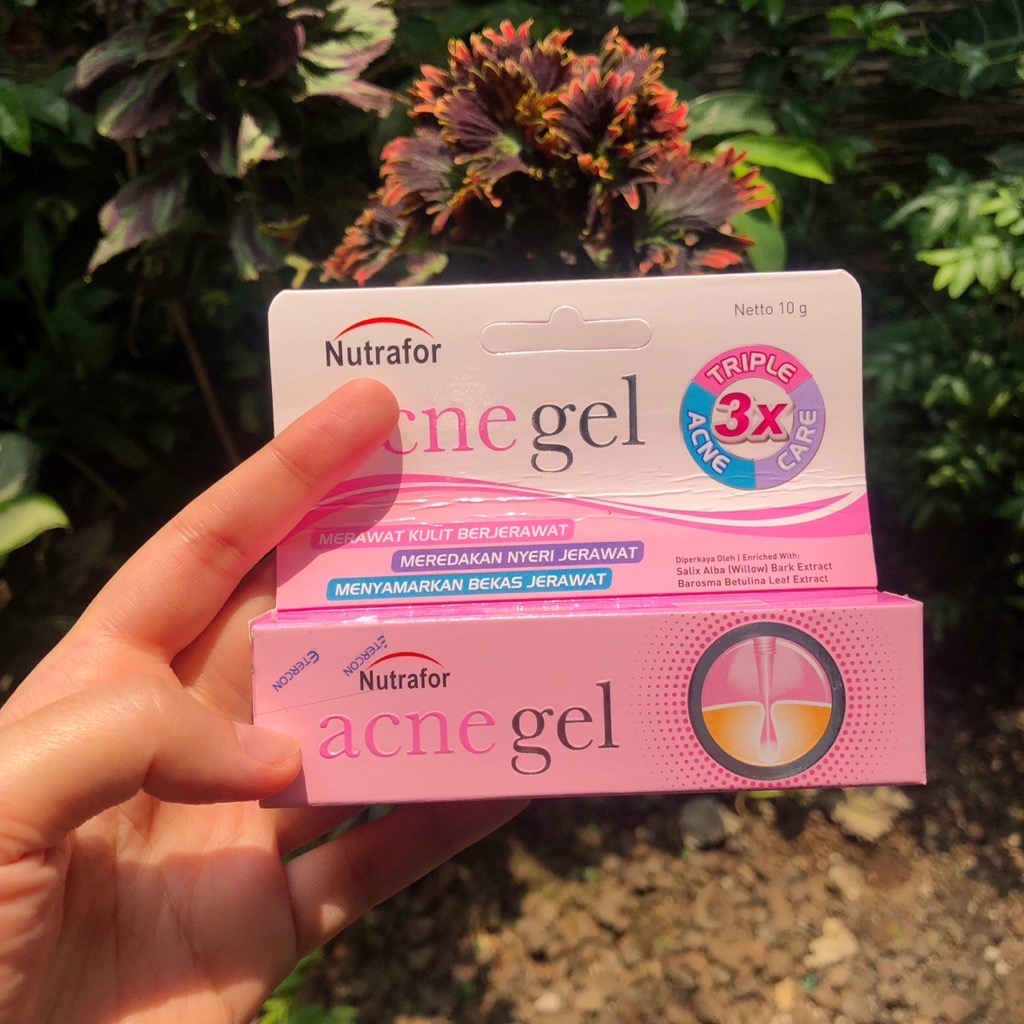 Netto 10 g
Nutrafor
acne gel
TRIPLE
3x
ACNE
CARE
MERAWAT KULIT BERJERAWAT
MEREDAKAN NYERI JERAWAT
MENYAMARKAN BEKAS JERAWAT
Diperkaya Oleh | Enriched With:
Salix Alba (Willow) Bark Extract
Barosma Betulina Leaf Extract
ETERCON
ETERCON
Nutrafor
acne gel